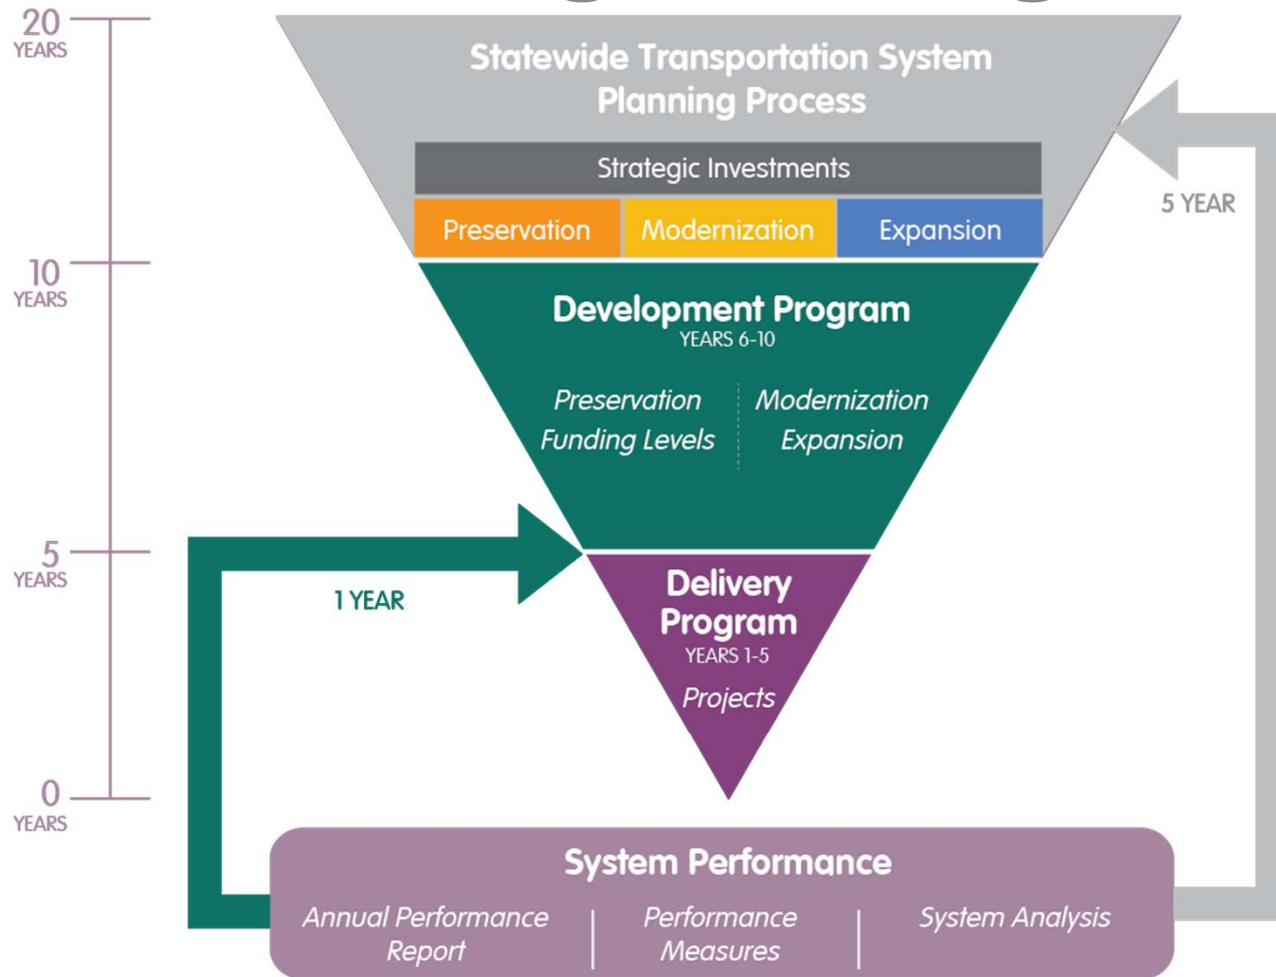 20
YEARS
Statewide Transportation System
Planning Process
Strategic Investments
Preservation
Modernization
Expansion
5 YEAR
10
YEARS
Development Program
YEARS 6-10
Preservation
Funding Levels
Modernization
Expansion
5
YEARS
1 YEAR
Delivery
Program
YEARS 1-5
Projects
0
YEARS
System Performance
Annual Performance
Report
Performance
Measures
System Analysis